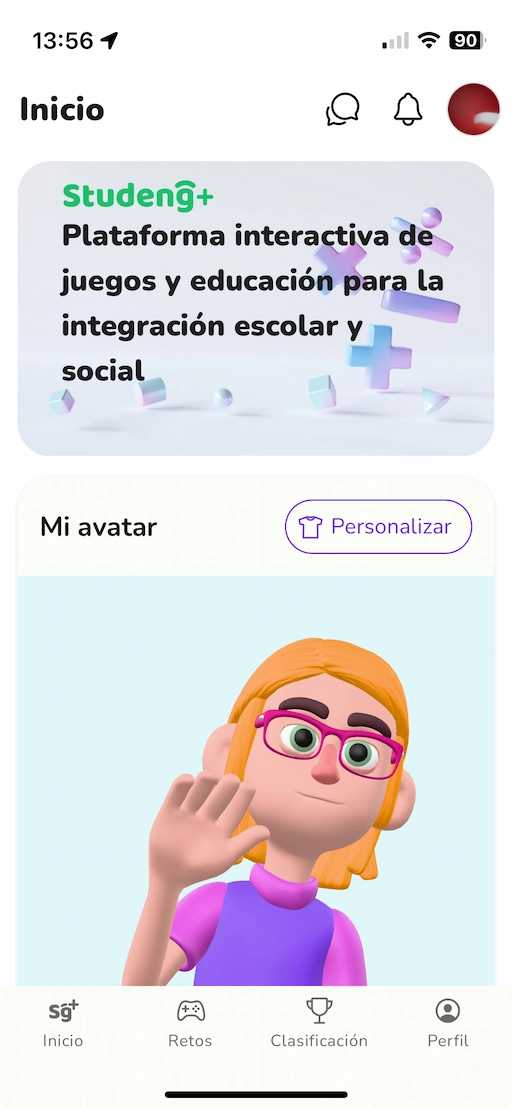 13:56
90
Inicio
Studeng+
Plataforma interactiva de
juegos y educación para la
integración escolar y
social
Mi avatar
Personalizar
sg+
Inicio
Retos
Clasificación
Perfil